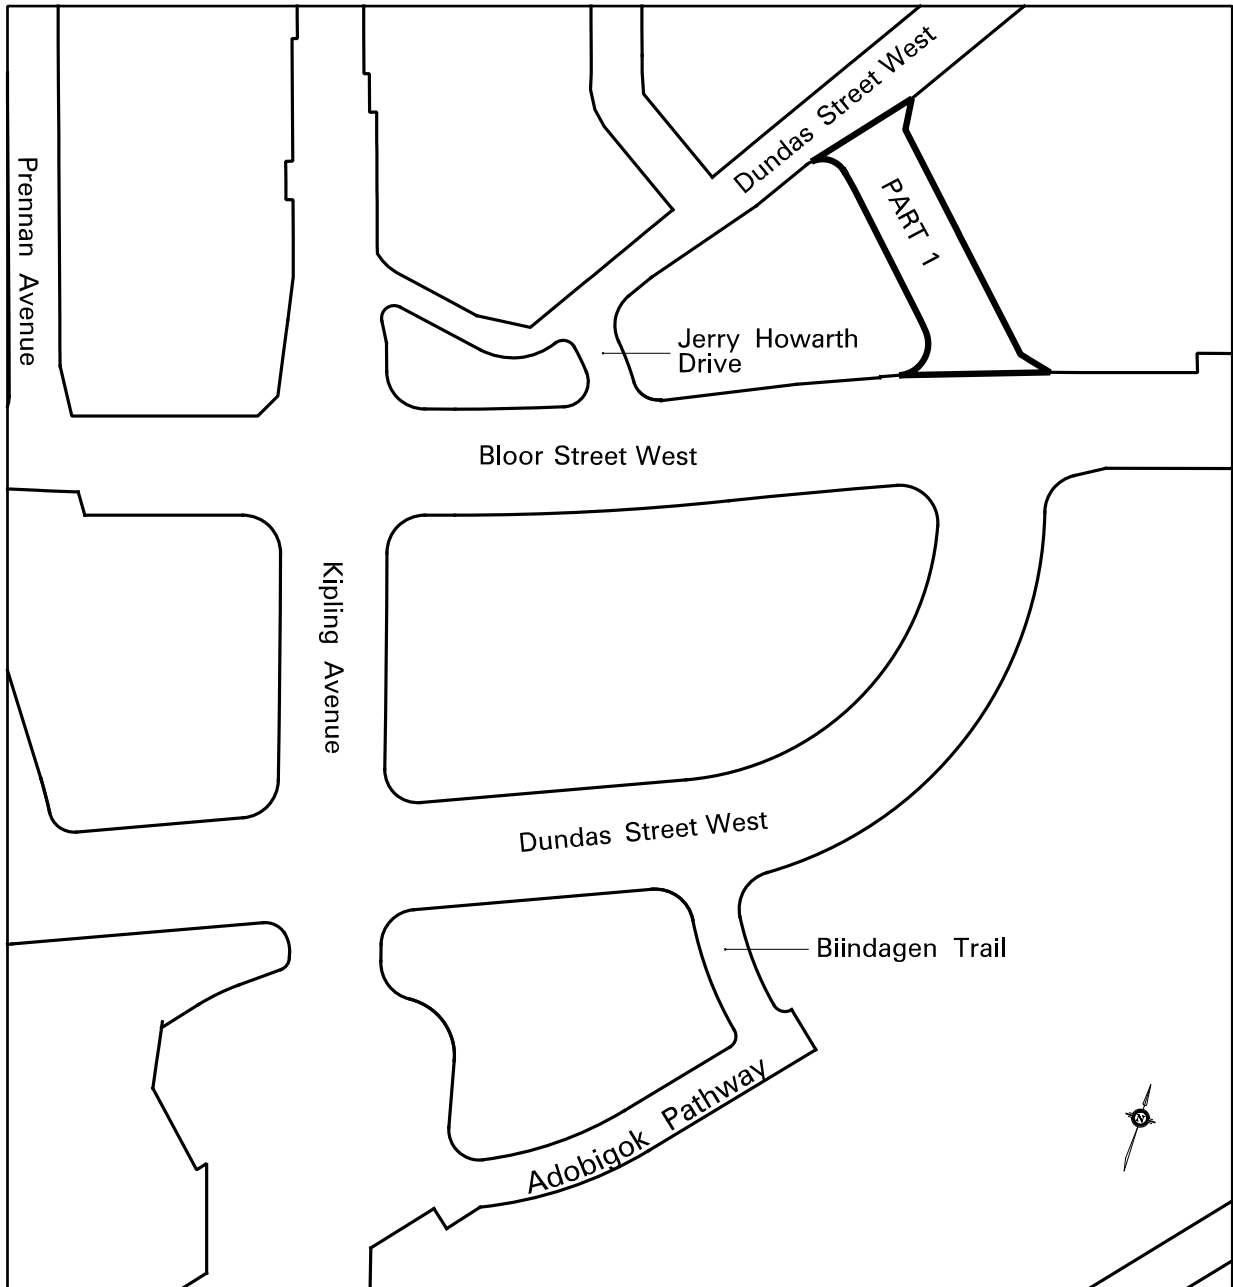 Dundas Street West
Prennan Avenue
PART 1
Jerry Howarth
Drive
Bloor Street West
Kipling Avenue
Dundas Street West
Biindagen Trail
Adobigok Pathway
N